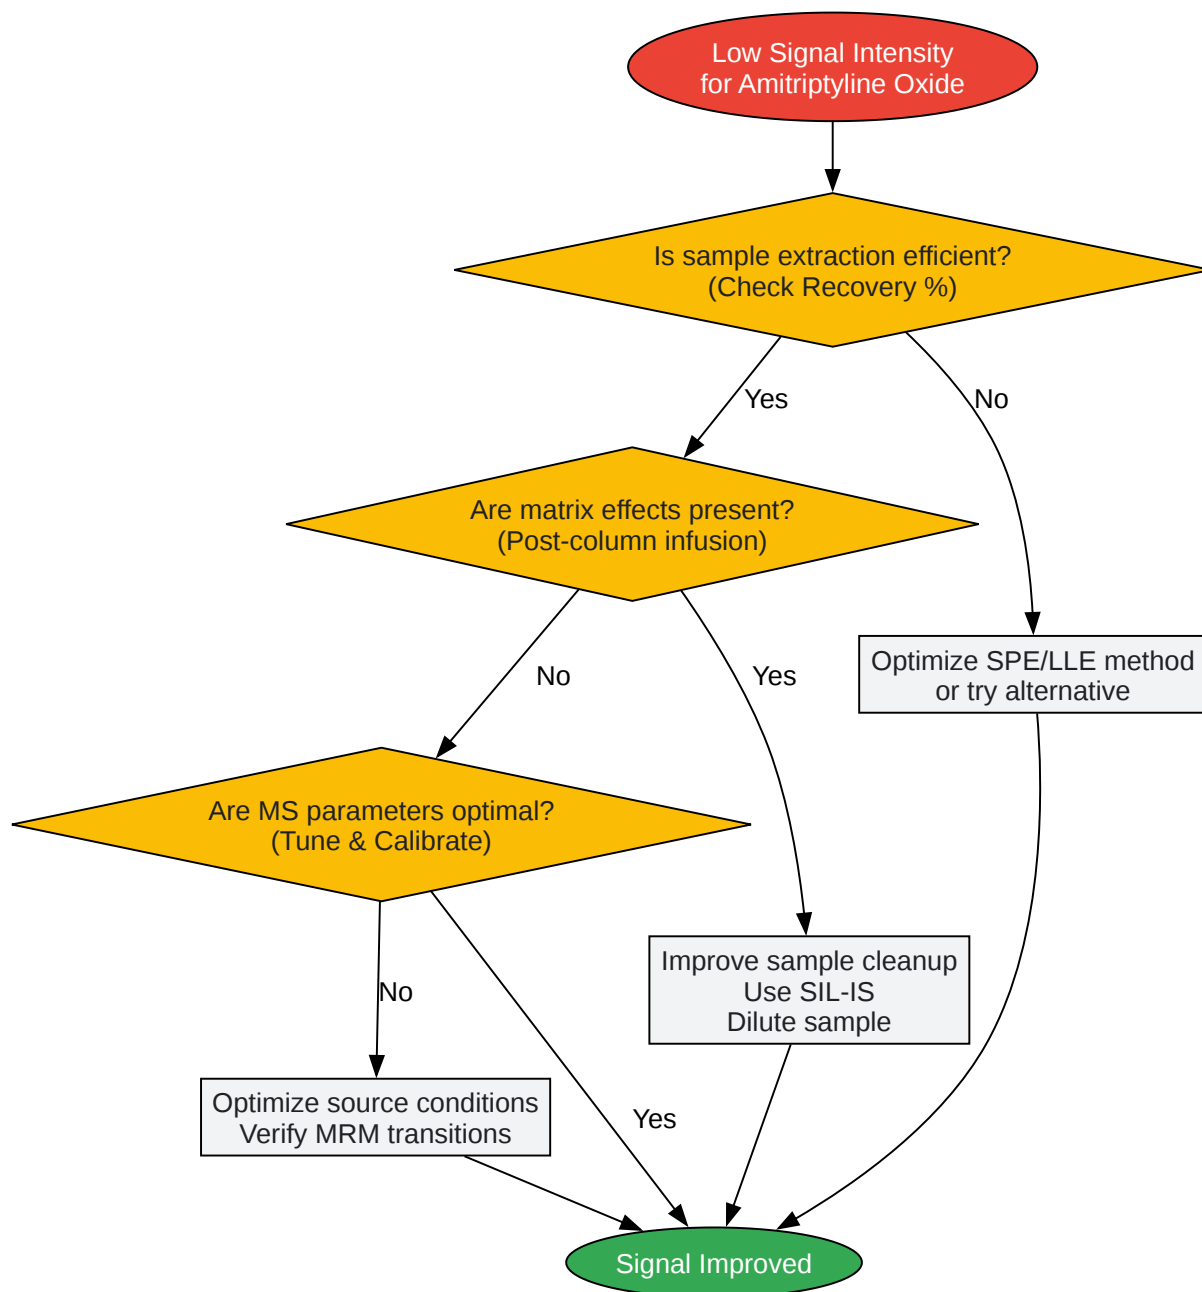 Low Signal Intensity
for Amitriptyline Oxide
Is sample extraction efficient?
(Check Recovery %)
Yes
No
Are matrix effects present?
(Post-column infusion)
No
Yes
Optimize SPE/LLE method
or try alternative
Are MS parameters optimal?
(Tune & Calibrate)
No
Yes
Improve sample cleanup
Use SIL-IS
Dilute sample
Optimize source conditions
Verify MRM transitions
Signal Improved